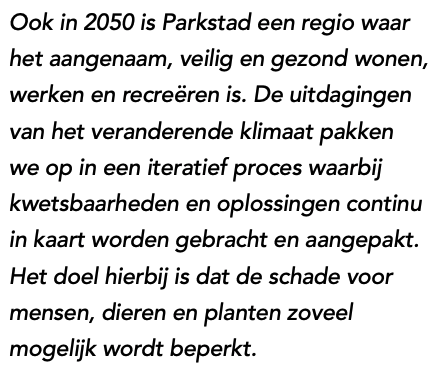 Ook in 2050 is Parkstad een regio waar
het aangenaam, veilig en gezond wonen,
werken en recreëren is. De uitdagingen
van het veranderende klimaat pakken
we op in een iteratief proces waarbij
kwetsbaarheden en oplossingen continu
in kaart worden gebracht en aangepakt.
Het doel hierbij is dat de schade voor
mensen, dieren en planten zoveel
mogelijk wordt beperkt.